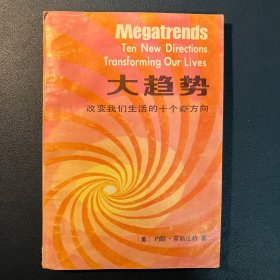 Megatrends
Ten New Directions
Transforming Our Lives
大趋势
改变我们生活的十个新方向
〔美〕约翰·奈斯比特 著